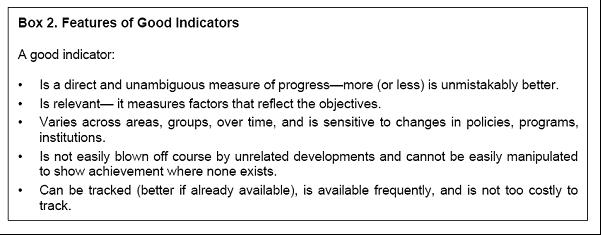 Box 2. Features of Good Indicators
A good indicator:
• Is a direct and unambiguous measure of progress—more (or less) is unmistakably better.
• Is relevant— it measures factors that reflect the objectives.
• Varies across areas, groups, over time, and is sensitive to changes in policies, programs,
institutions.
• Is not easily blown off course by unrelated developments and cannot be easily manipulated
to show achievement where none exists.
• Can be tracked (better if already available), is available frequently, and is not too costly to
track.